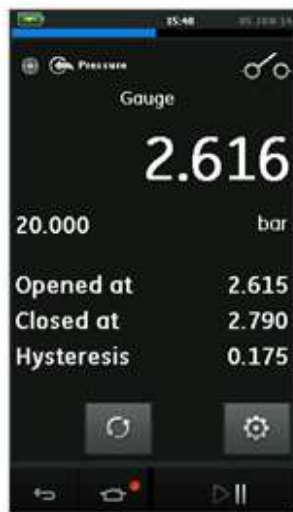 15:40
Pressure
Gauge
2.616
20.000 bar
Opened at 2.615
Closed at 2.790
Hysteresis 0.175